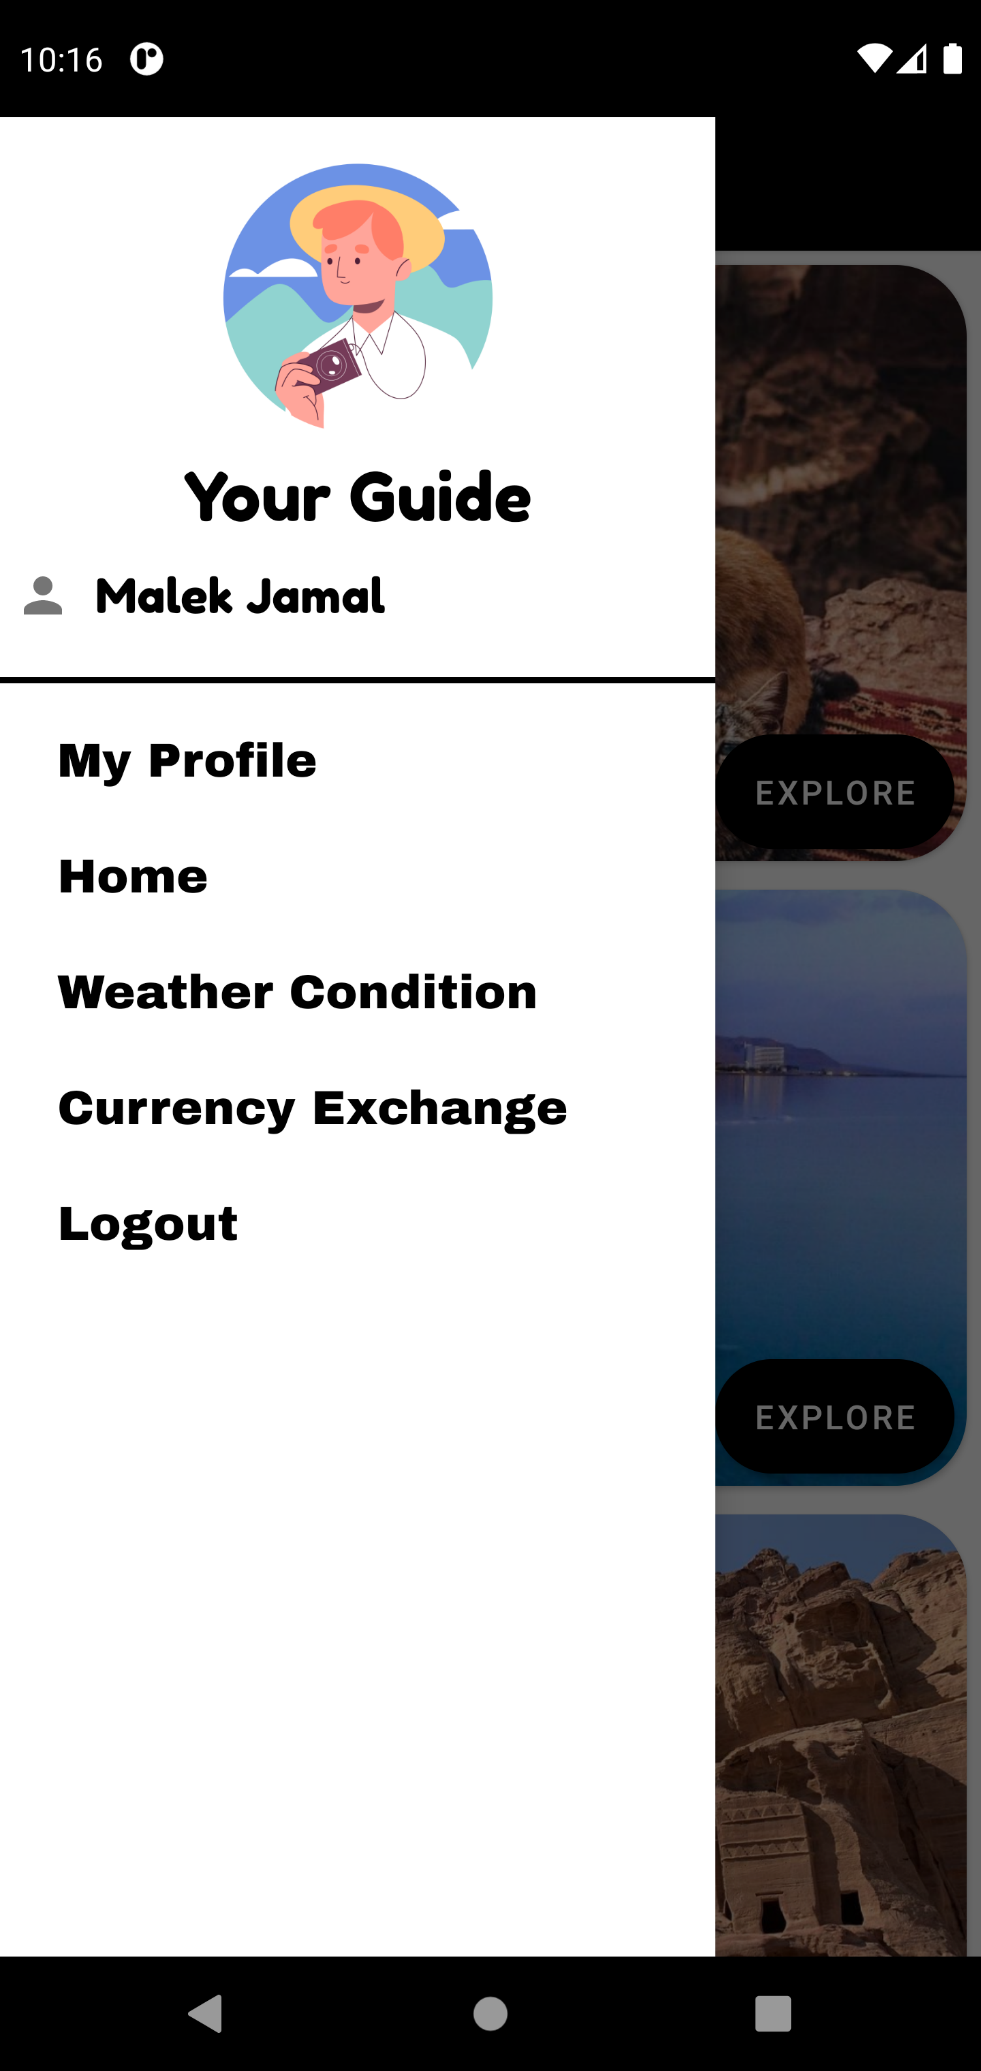 10:16
Your Guide
Malek Jamal
My Profile
EXPLORE
Home
Weather Condition
Currency Exchange
Logout
EXPLORE